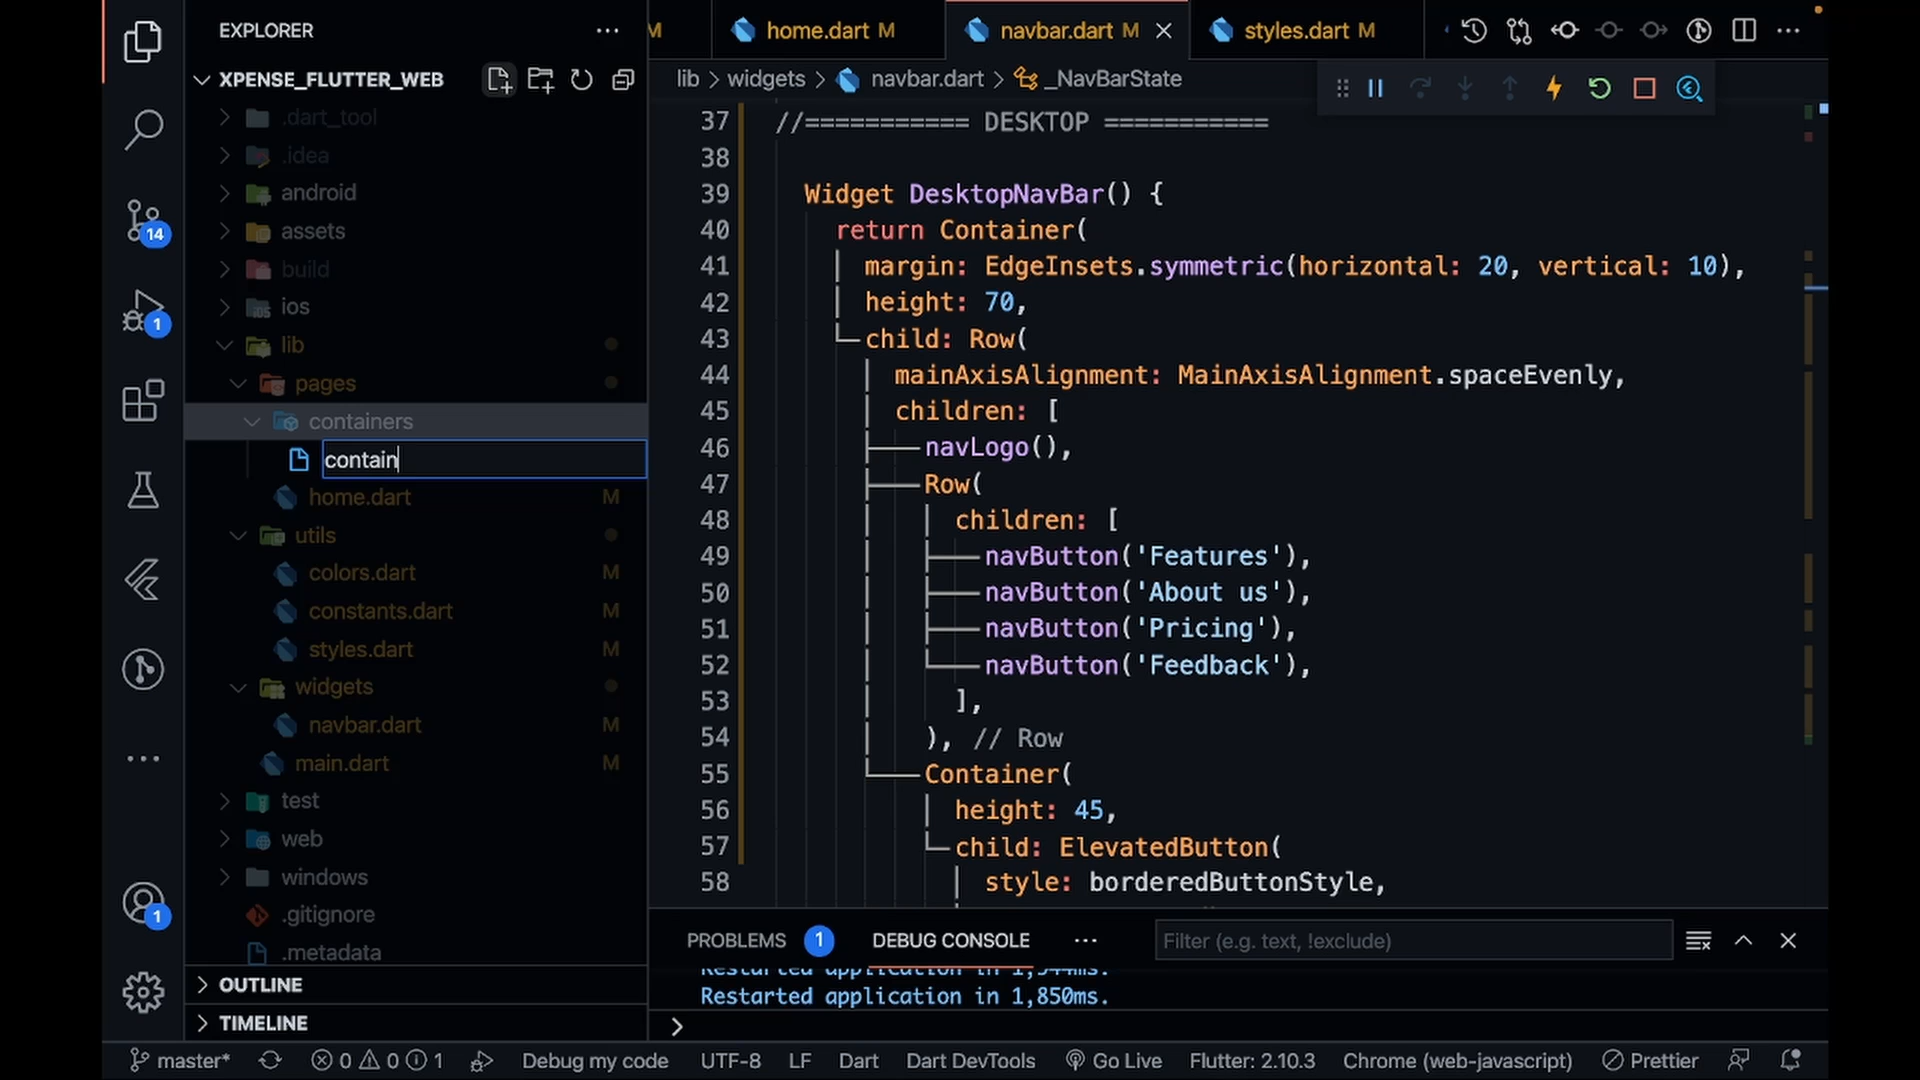 EXPLORER
XPENSE_FLUTTER_WEB
.dart_tool
.idea
android
assets
build
ios
lib
pages
containers
contain
home.dart M
utils
colors.dart M
constants.dart M
styles.dart M
widgets
navbar.dart M
main.dart M
test
web
windows
.gitignore
.metadata
OUTLINE
TIMELINE
14
1
1
M home.dart M navbar.dart M styles.dart M
lib > widgets > navbar.dart > _NavBarState
37 //=========== DESKTOP ===========
38
39 Widget DesktopNavBar() {
40 return Container(
41 margin: EdgeInsets.symmetric(horizontal: 20, vertical: 10),
42 height: 70,
43 child: Row(
44 mainAxisAlignment: MainAxisAlignment.spaceEvenly,
45 children: [
46 navLogo(),
47 Row(
48 children: [
49 navButton('Features'),
50 navButton('About us'),
51 navButton('Pricing'),
52 navButton('Feedback'),
53 ],
54 ), // Row
55 Container(
56 height: 45,
57 child: ElevatedButton(
58 style: borderedButtonStyle,
PROBLEMS 1 DEBUG CONSOLE Filter (e.g. text, !exclude)
Restarted application in 1,544ms.
Restarted application in 1,850ms.
master* 0 0 1 Debug my code UTF-8 LF Dart Dart DevTools Go Live Flutter: 2.10.3 Chrome (web-javascript) Prettier